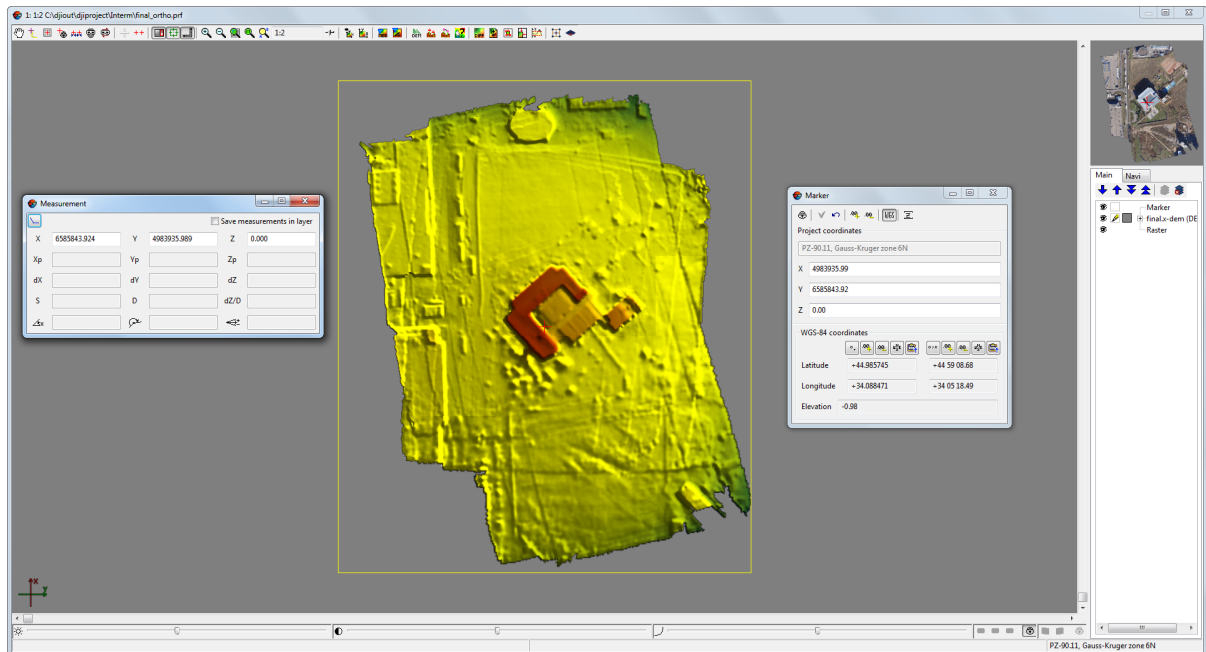 1: 1:2 C:\djiout\djiproject\Interm\final_ortho.prf
1:2
Measurement
Save measurements in layer
X 6585843.924 Y 4983935.989 Z 0.000
Xp Yp Zp
dX dY dZ
S D dZ/D
Marker
WGS
Project coordinates
PZ-90.11, Gauss-Kruger zone 6N
X 4983935.99
Y 6585843.92
Z 0.00
WGS-84 coordinates
Latitude +44.985745 +44 59 08.68
Longitude +34.088471 +34 05 18.49
Elevation -0.98
Main Navi
Marker
final.x-dem (DE
Raster
X
Y
PZ-90.11, Gauss-Kruger zone 6N